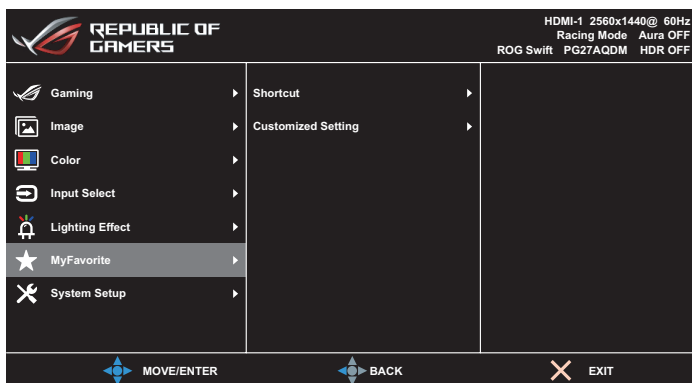 REPUBLIC OF
GAMERS
HDMI-1 2560x1440@ 60Hz
Racing Mode Aura OFF
ROG Swift PG27AQDM HDR OFF
Gaming
Image
Color
Input Select
Lighting Effect
MyFavorite
System Setup
Shortcut
Customized Setting
MOVE/ENTER
BACK
EXIT